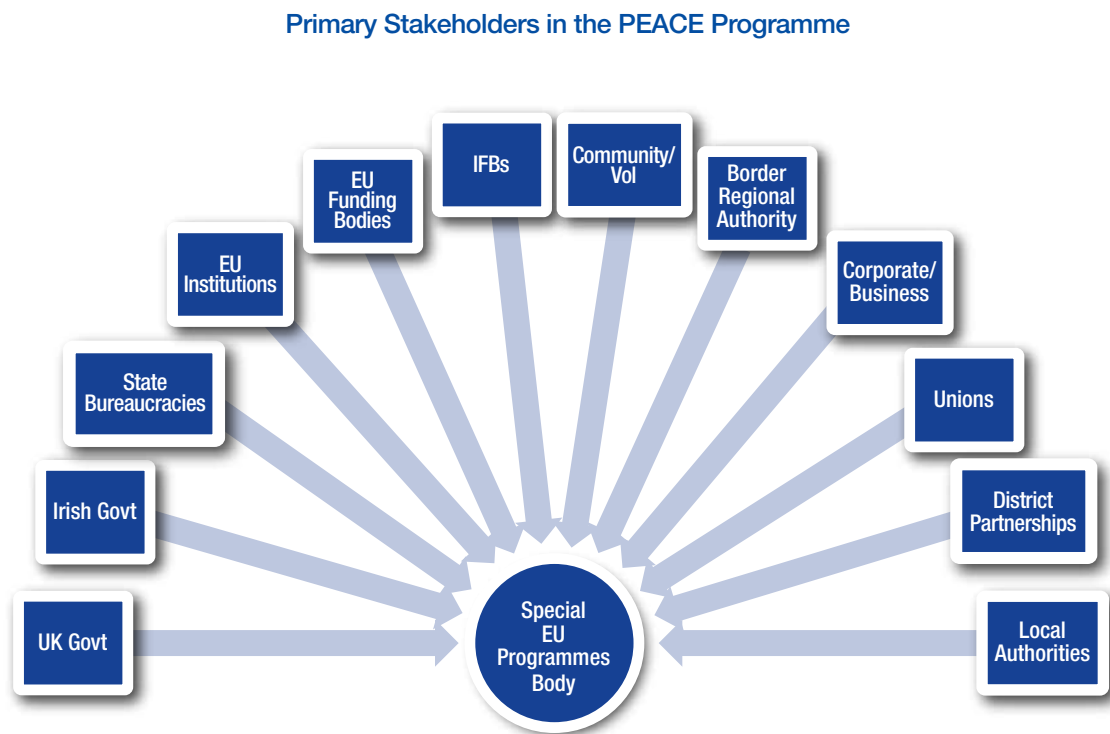 Primary Stakeholders in the PEACE Programme
UK Govt
Irish Govt
State
Bureaucracies
EU
Institutions
EU
Funding
Bodies
IFBs
Community/
Vol
Border
Regional
Authority
Corporate/
Business
Unions
District
Partnerships
Local
Authorities
Special
EU
Programmes
Body